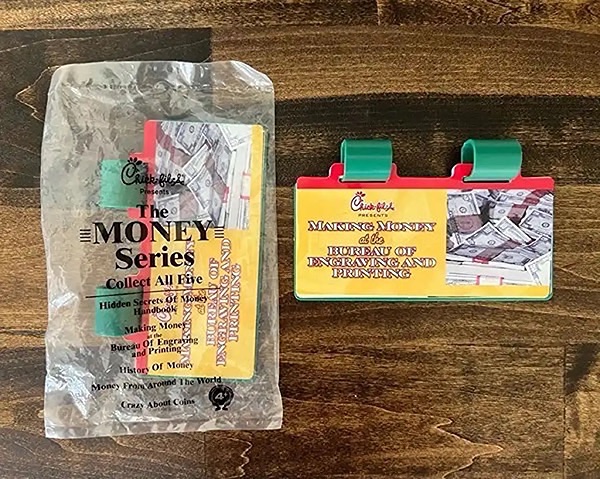 Chick-fil-A
Presents
The
MONEY
Series
Collect All Five
Hidden Secrets Of Money
Handbook
Making Money
at the
Bureau Of Engraving
and Printing
History Of Money
Money From Around The World
Crazy About Coins
4+
MAKING MONEY
at the
BUREAU OF
ENGRAVING AND
PRINTING
Chick-fil-A
PRESENTS
MAKING MONEY
at the
BUREAU OF
ENGRAVING AND
PRINTING